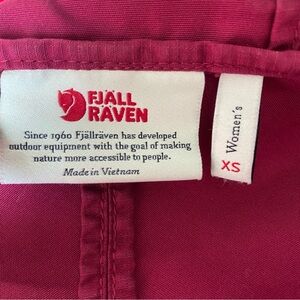 FJÄLL
RÄVEN
Since 1960 Fjällräven has developed
outdoor equipment with the goal of making
nature more accessible to people.
Made in Vietnam
Women's
XS